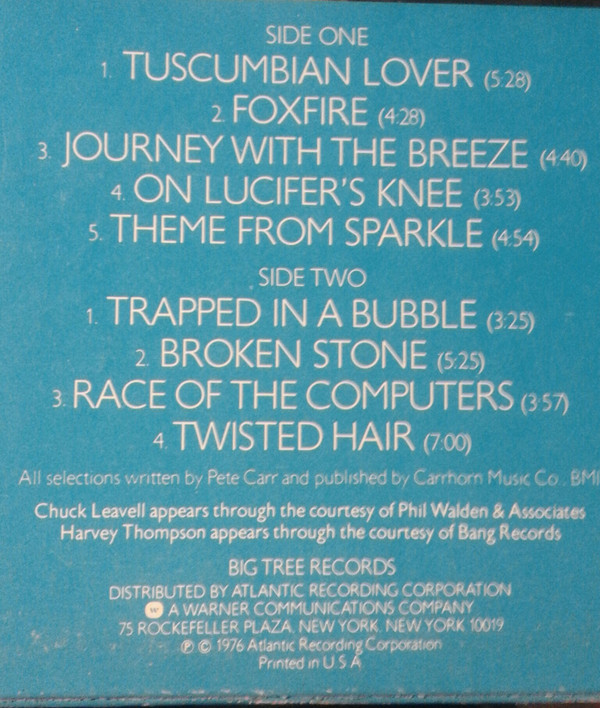 SIDE ONE
1. TUSCUMBIAN LOVER (5:28)
2. FOXFIRE (4:28)
3. JOURNEY WITH THE BREEZE (4:40)
4. ON LUCIFER'S KNEE (3:53)
5. THEME FROM SPARKLE (4:54)
SIDE TWO
1. TRAPPED IN A BUBBLE (3:25)
2. BROKEN STONE (5:25)
3. RACE OF THE COMPUTERS (3:57)
4. TWISTED HAIR (7:00)
All selections written by Pete Carr and published by Carrhorn Music Co., BMI
Chuck Leavell appears through the courtesy of Phil Walden & Associates
Harvey Thompson appears through the courtesy of Bang Records
BIG TREE RECORDS
DISTRIBUTED BY ATLANTIC RECORDING CORPORATION
W A WARNER COMMUNICATIONS COMPANY
75 ROCKEFELLER PLAZA, NEW YORK, NEW YORK 10019
℗ © 1976 Atlantic Recording Corporation
Printed in U S A